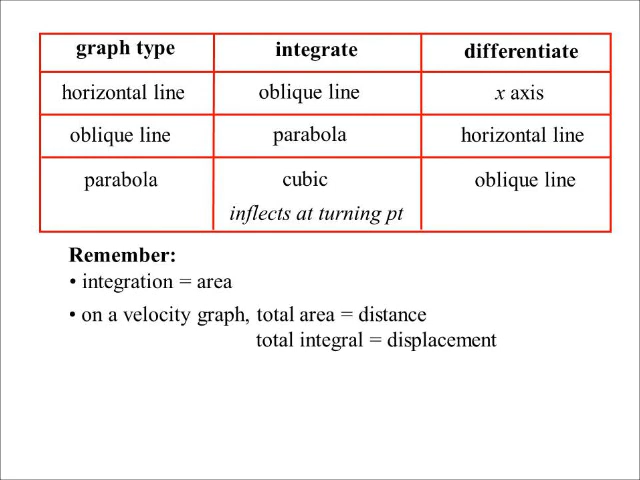 graph type integrate differentiate
horizontal line oblique line x axis
oblique line parabola horizontal line
parabola cubic oblique line
inflects at turning pt
Remember:
• integration = area
• on a velocity graph, total area = distance
total integral = displacement